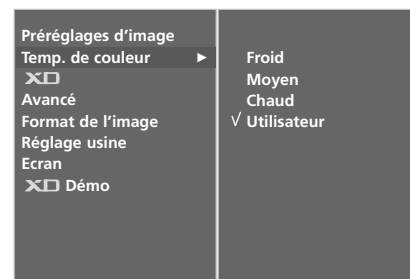 Préréglages d’image
Temp. de couleur ►
XD
Avancé
Format de l’image
Réglage usine
Ecran
XD Démo
Froid
Moyen
Chaud
√ Utilisateur